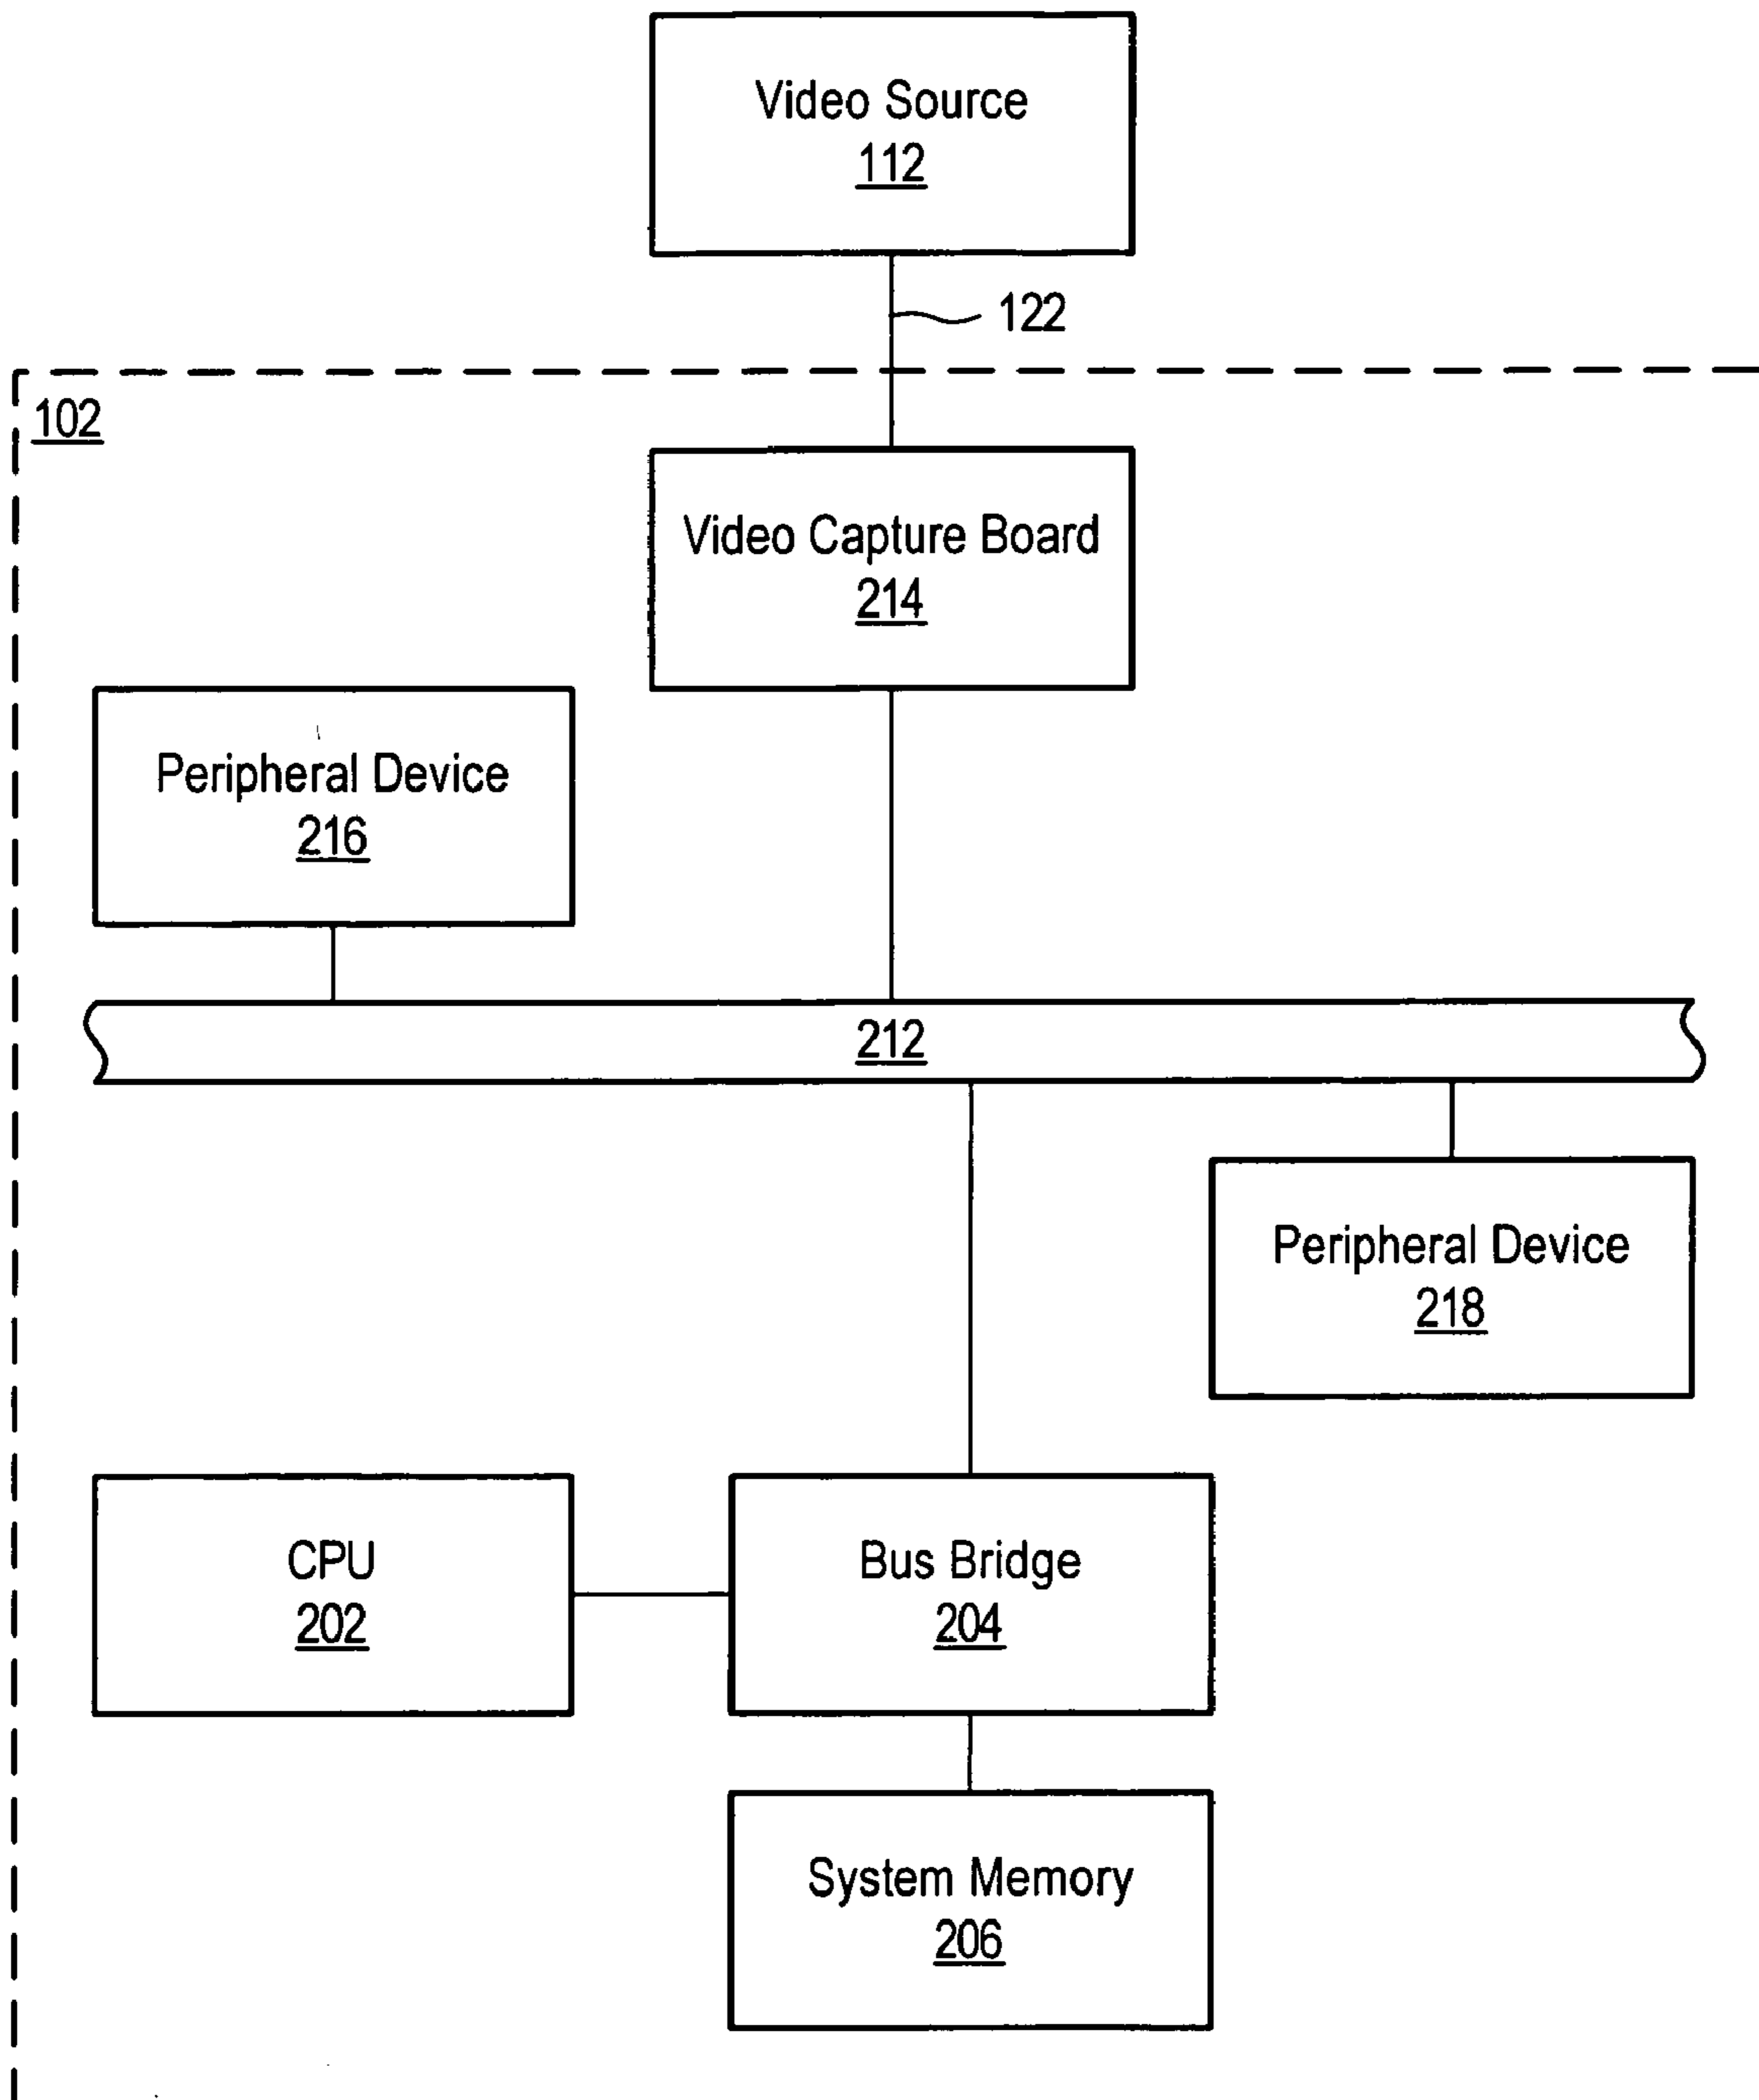 Video Source
112
122
102
Video Capture Board
214
Peripheral Device
216
212
Peripheral Device
218
CPU
202
Bus Bridge
204
System Memory
206